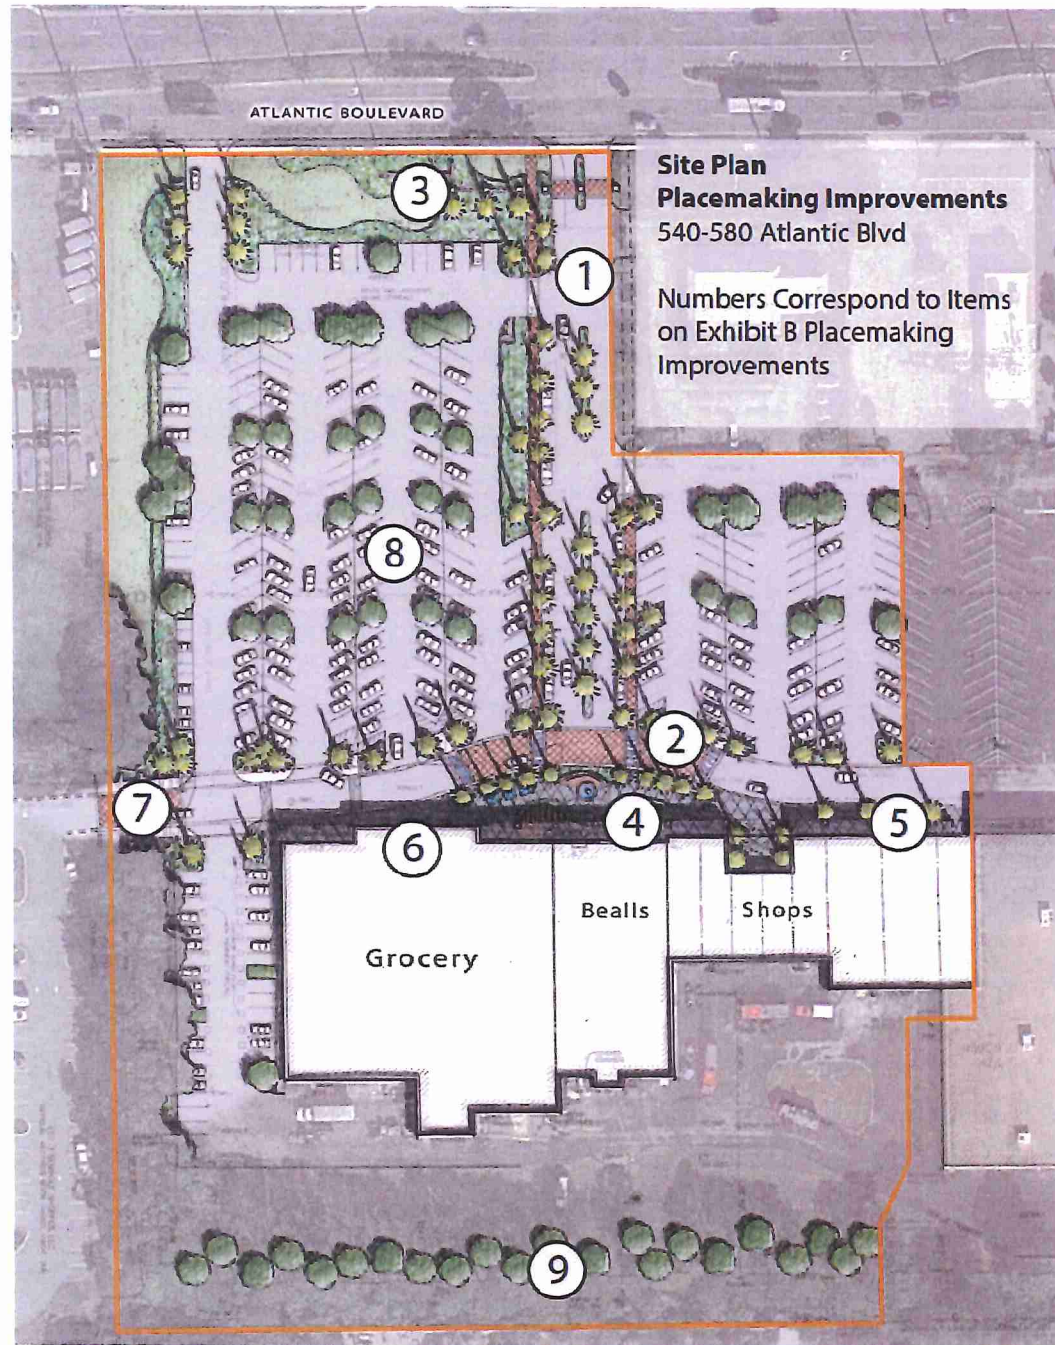 ATLANTIC BOULEVARD
Site Plan
Placemaking Improvements
540-580 Atlantic Blvd
Numbers Correspond to Items
on Exhibit B Placemaking
Improvements
3
1
8
2
7
4
5
6
Bealls
Shops
Grocery
9